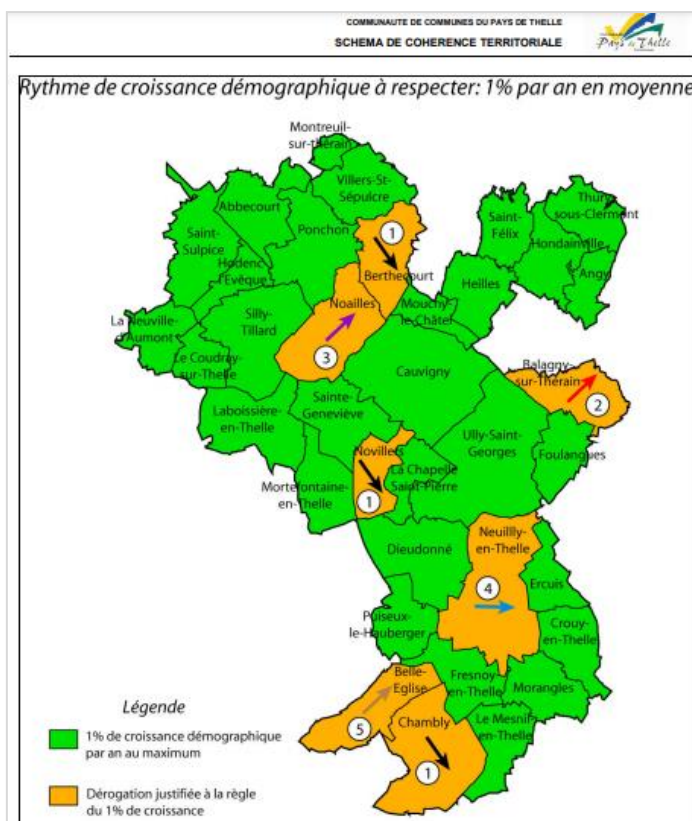 COMMUNAUTE DE COMMUNES DU PAYS DE THELLE
SCHEMA DE COHERENCE TERRITORIALE
Pays de Thelle
Rythme de croissance démographique à respecter: 1% par an en moyenne
Montreuil-
sur-thérain
Villers-St-
Sépulcre
Abbecourt
Ponchon
Saint-
Sulpice
Hodenc
l'Evêque
1
Berthecourt
Saint-
Félix
Thury
sous-Clermont
Hondainville
Angy
Heilles
Mouchy-
le-Châtel
Noailles
3
Silly-
Tillard
La Neuville-
d'Aumont
Le Coudray-
sur-Thelle
Cauvigny
Balagny-
sur-Thérain
2
Sainte-
Geneviève
Laboissière-
en-Thelle
Ully-Saint-
Georges
Foulangues
Novillers
1
La Chapelle
Saint-Pierre
Mortefontaine-
en-Thelle
Dieudonné
Neuillly-
en-Thelle
4
Ercuis
Puiseux-
le-Hauberger
Crouy-
en-Thelle
Belle-
Eglise
5
Fresnoy-
en-Thelle
Morangles
Chambly
1
Le Mesnil-
en-Thelle
Légende
1% de croissance démographique
par an au maximum
Dérogation justifiée à la règle
du 1% de croissance